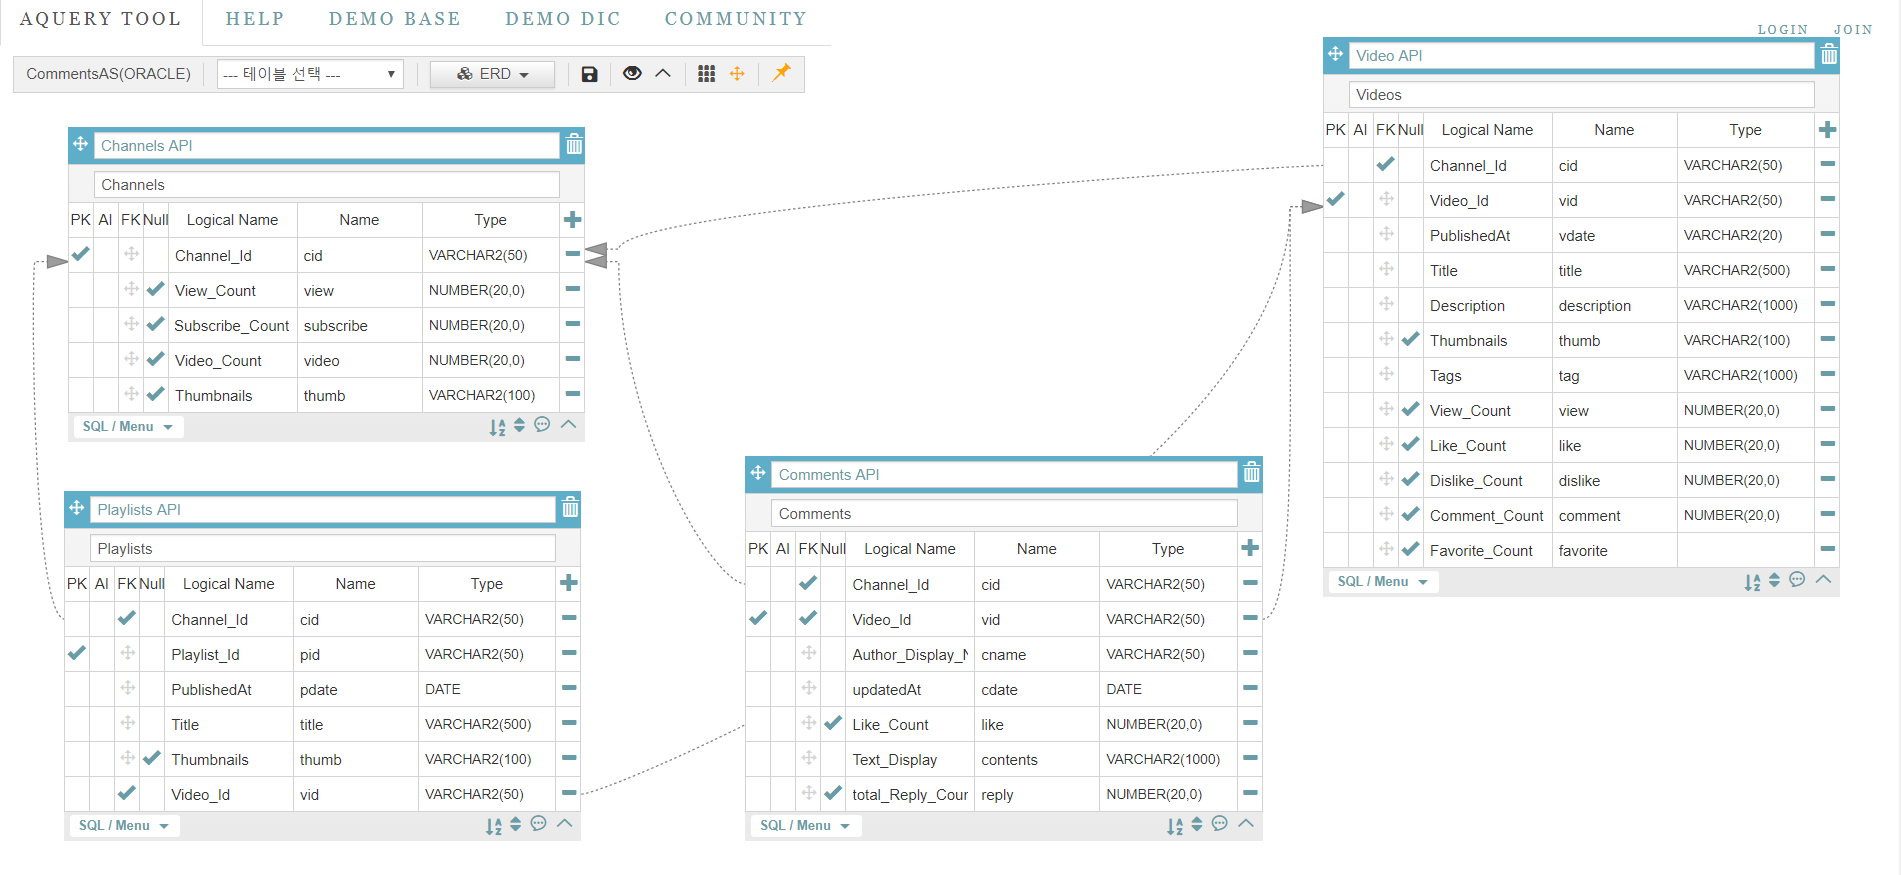 AQUERY TOOL HELP DEMO BASE DEMO DIC COMMUNITY
LOGIN JOIN
CommentsAS(ORACLE) --- 테이블 선택 --- ERD
Channels API
Channels
PK AI FK Null Logical Name Name Type
Channel_Id cid VARCHAR2(50)
View_Count view NUMBER(20,0)
Subscribe_Count subscribe NUMBER(20,0)
Video_Count video NUMBER(20,0)
Thumbnails thumb VARCHAR2(100)
SQL / Menu
Playlists API
Playlists
PK AI FK Null Logical Name Name Type
Channel_Id cid VARCHAR2(50)
Playlist_Id pid VARCHAR2(50)
PublishedAt pdate DATE
Title title VARCHAR2(500)
Thumbnails thumb VARCHAR2(100)
Video_Id vid VARCHAR2(50)
SQL / Menu
Comments API
Comments
PK AI FK Null Logical Name Name Type
Channel_Id cid VARCHAR2(50)
Video_Id vid VARCHAR2(50)
Author_Display_N cname VARCHAR2(50)
updatedAt cdate DATE
Like_Count like NUMBER(20,0)
Text_Display contents VARCHAR2(1000)
total_Reply_Cour reply NUMBER(20,0)
SQL / Menu
Video API
Videos
PK AI FK Null Logical Name Name Type
Channel_Id cid VARCHAR2(50)
Video_Id vid VARCHAR2(50)
PublishedAt vdate VARCHAR2(20)
Title title VARCHAR2(500)
Description description VARCHAR2(1000)
Thumbnails thumb VARCHAR2(100)
Tags tag VARCHAR2(1000)
View_Count view NUMBER(20,0)
Like_Count like NUMBER(20,0)
Dislike_Count dislike NUMBER(20,0)
Comment_Count comment NUMBER(20,0)
Favorite_Count favorite
SQL / Menu